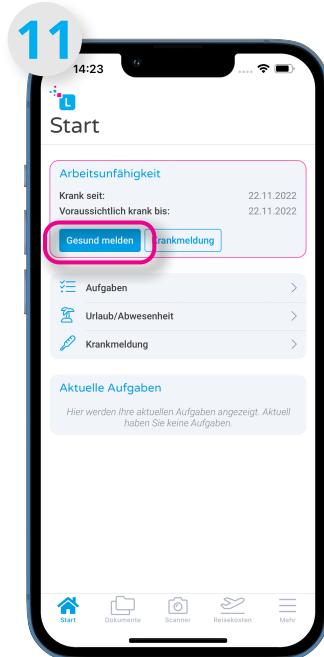 11
14:23
L
Start
Arbeitsunfähigkeit
Krank seit: 22.11.2022
Voraussichtlich krank bis: 22.11.2022
Gesund melden Krankmeldung
Aufgaben
Urlaub/Abwesenheit
Krankmeldung
Aktuelle Aufgaben
Hier werden Ihre aktuellen Aufgaben angezeigt. Aktuell
haben Sie keine Aufgaben.
Start Dokumente Scanner Reisekosten Mehr